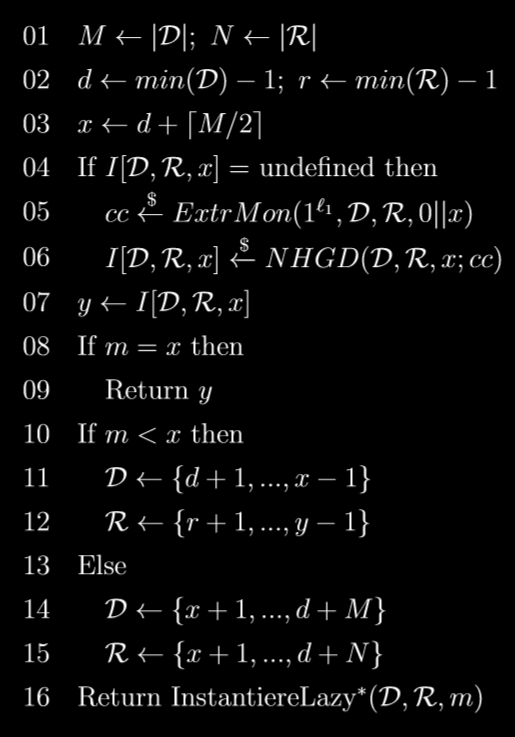 01 M ← |𝒟|; N ← |ℛ|
02 d ← min(𝒟) − 1; r ← min(ℛ) − 1
03 x ← d + ⌈M/2⌉
04 If I[𝒟, ℛ, x] = undefined then
05 cc ←$ ExtrMon(1^ℓ₁, 𝒟, ℛ, 0||x)
06 I[𝒟, ℛ, x] ←$ NHGD(𝒟, ℛ, x; cc)
07 y ← I[𝒟, ℛ, x]
08 If m = x then
09 Return y
10 If m < x then
11 𝒟 ← {d + 1, ..., x − 1}
12 ℛ ← {r + 1, ..., y − 1}
13 Else
14 𝒟 ← {x + 1, ..., d + M}
15 ℛ ← {x + 1, ..., d + N}
16 Return InstantiereLazy*(𝒟, ℛ, m)